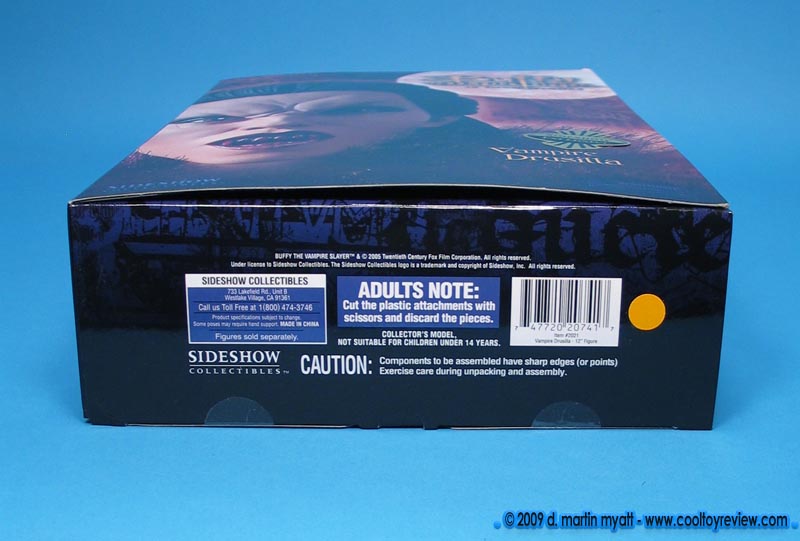 Vampire
Drusilla
SIDESHOW
BUFFY THE VAMPIRE SLAYER™ & © 2005 Twentieth Century Fox Film Corporation. All rights reserved.
Under license to Sideshow Collectibles. The Sideshow Collectibles logo is a trademark and copyright of Sideshow, Inc. All rights reserved.
SIDESHOW COLLECTIBLES
733 Lakefield Rd., Unit 9
Westlake Village, CA 91361
Call us Toll Free at 1(800) 474-3746
Product specifications subject to change.
Some poses may require hand support. MADE IN CHINA
Figures sold separately.
SIDESHOW
COLLECTIBLES™
ADULTS NOTE:
Cut the plastic attachments with
scissors and discard the pieces.
COLLECTOR'S MODEL.
NOT SUITABLE FOR CHILDREN UNDER 14 YEARS.
CAUTION: Components to be assembled have sharp edges (or points)
Exercise care during unpacking and assembly.
7 47720 20741 7
Item #2021
Vampire Drusilla - 12" Figure
© 2009 d. martin myatt - www.cooltoyreview.com